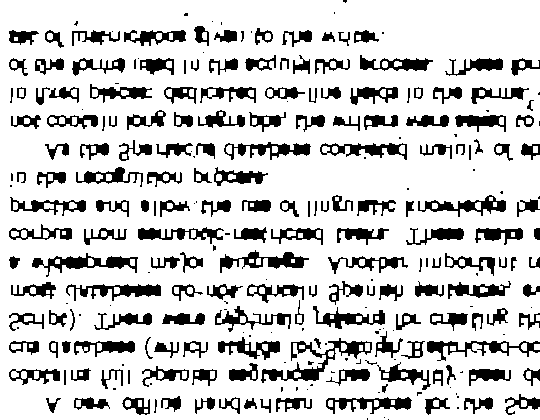 A new offline handwritten database for the Spa
contains full Spanish sentences has recently been de
cus database (which stands for Spanish Restricted-do
Script). There were two main reasons for creating thi
most databases do not contain Spanish sentences, ev
a widespread major language. Another important re
corpus from semantic-restricted tasks. These tasks a
practice and allow the use of linguistic knowledge be
in the recognition process.
As the Spartacus database consisted mainly of sh
not contain long paragraphs, the writers were asked to
in fixed places: dedicated one-line fields in the forms.
of the forms used in the acquisition process. These for
set of instructions given to the writer.